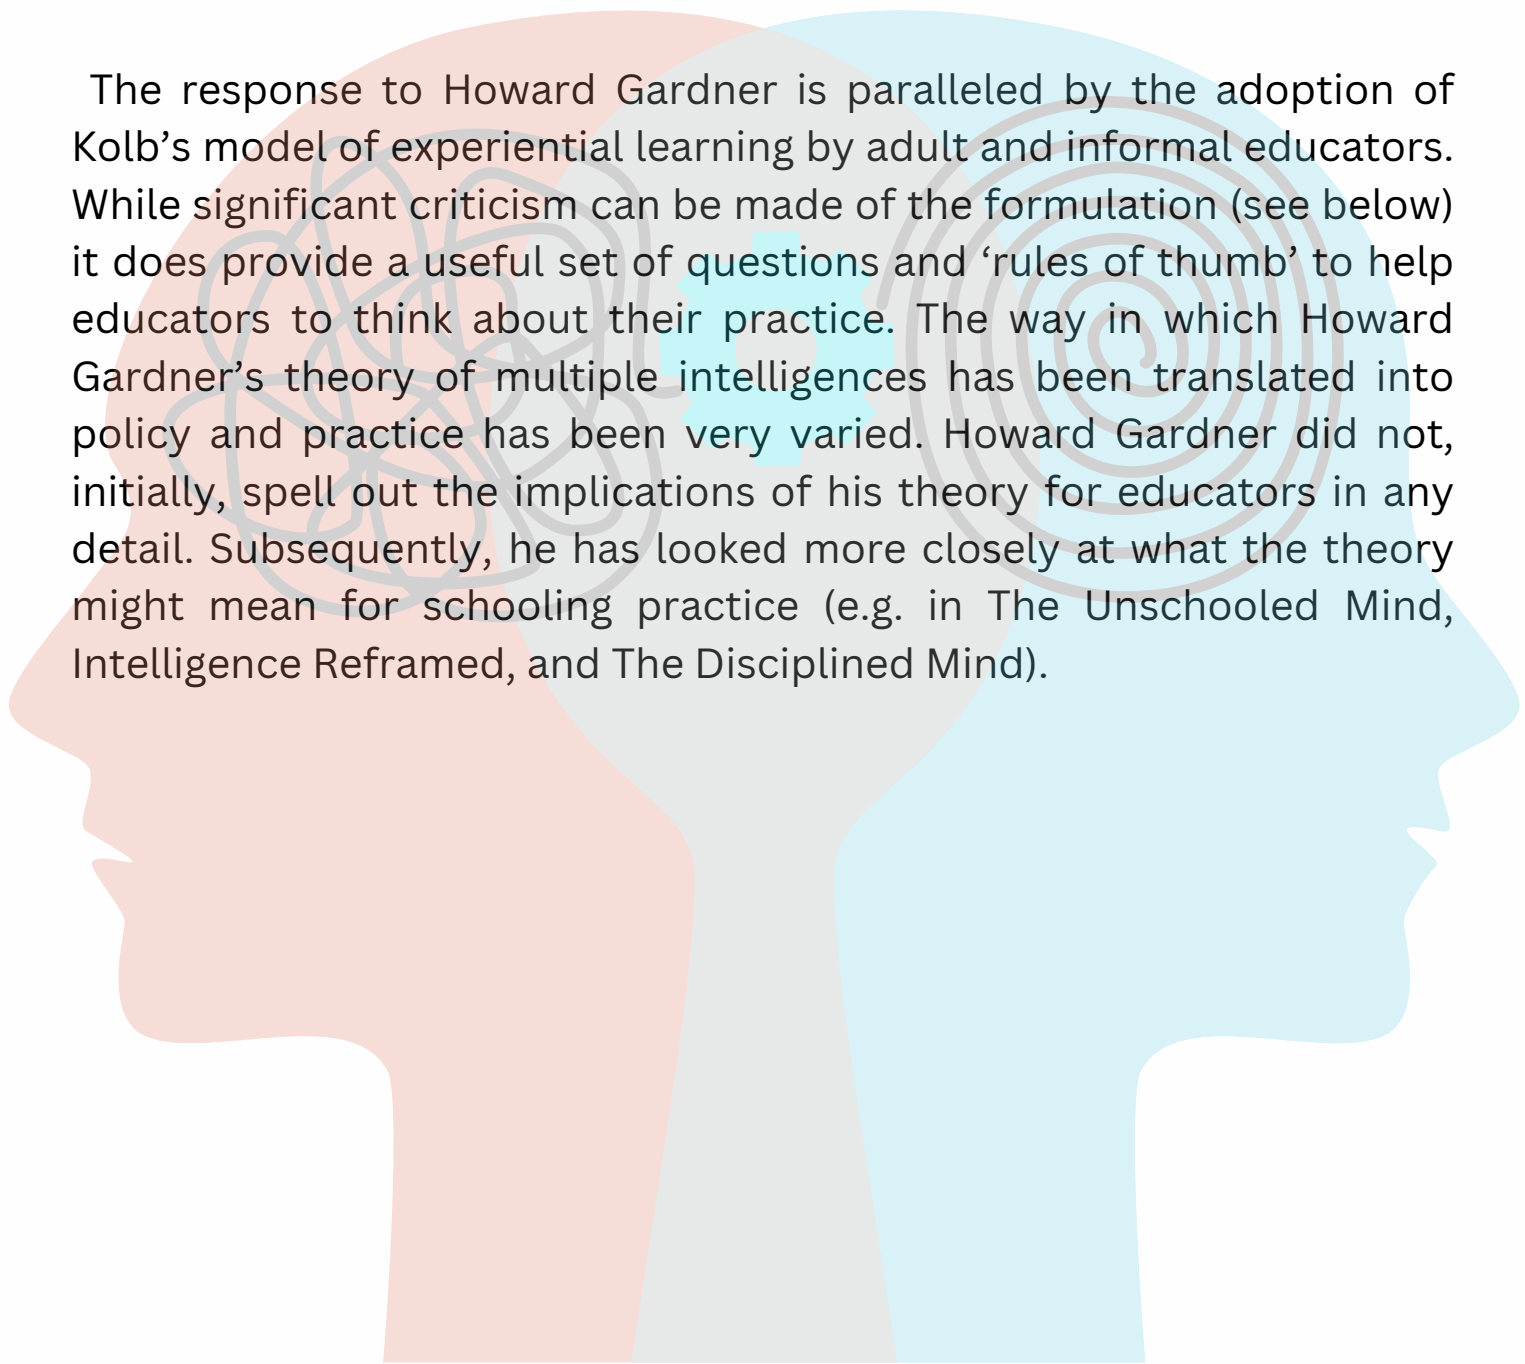 The response to Howard Gardner is paralleled by the adoption of
Kolb’s model of experiential learning by adult and informal educators.
While significant criticism can be made of the formulation (see below)
it does provide a useful set of questions and ‘rules of thumb’ to help
educators to think about their practice. The way in which Howard
Gardner’s theory of multiple intelligences has been translated into
policy and practice has been very varied. Howard Gardner did not,
initially, spell out the implications of his theory for educators in any
detail. Subsequently, he has looked more closely at what the theory
might mean for schooling practice (e.g. in The Unschooled Mind,
Intelligence Reframed, and The Disciplined Mind).